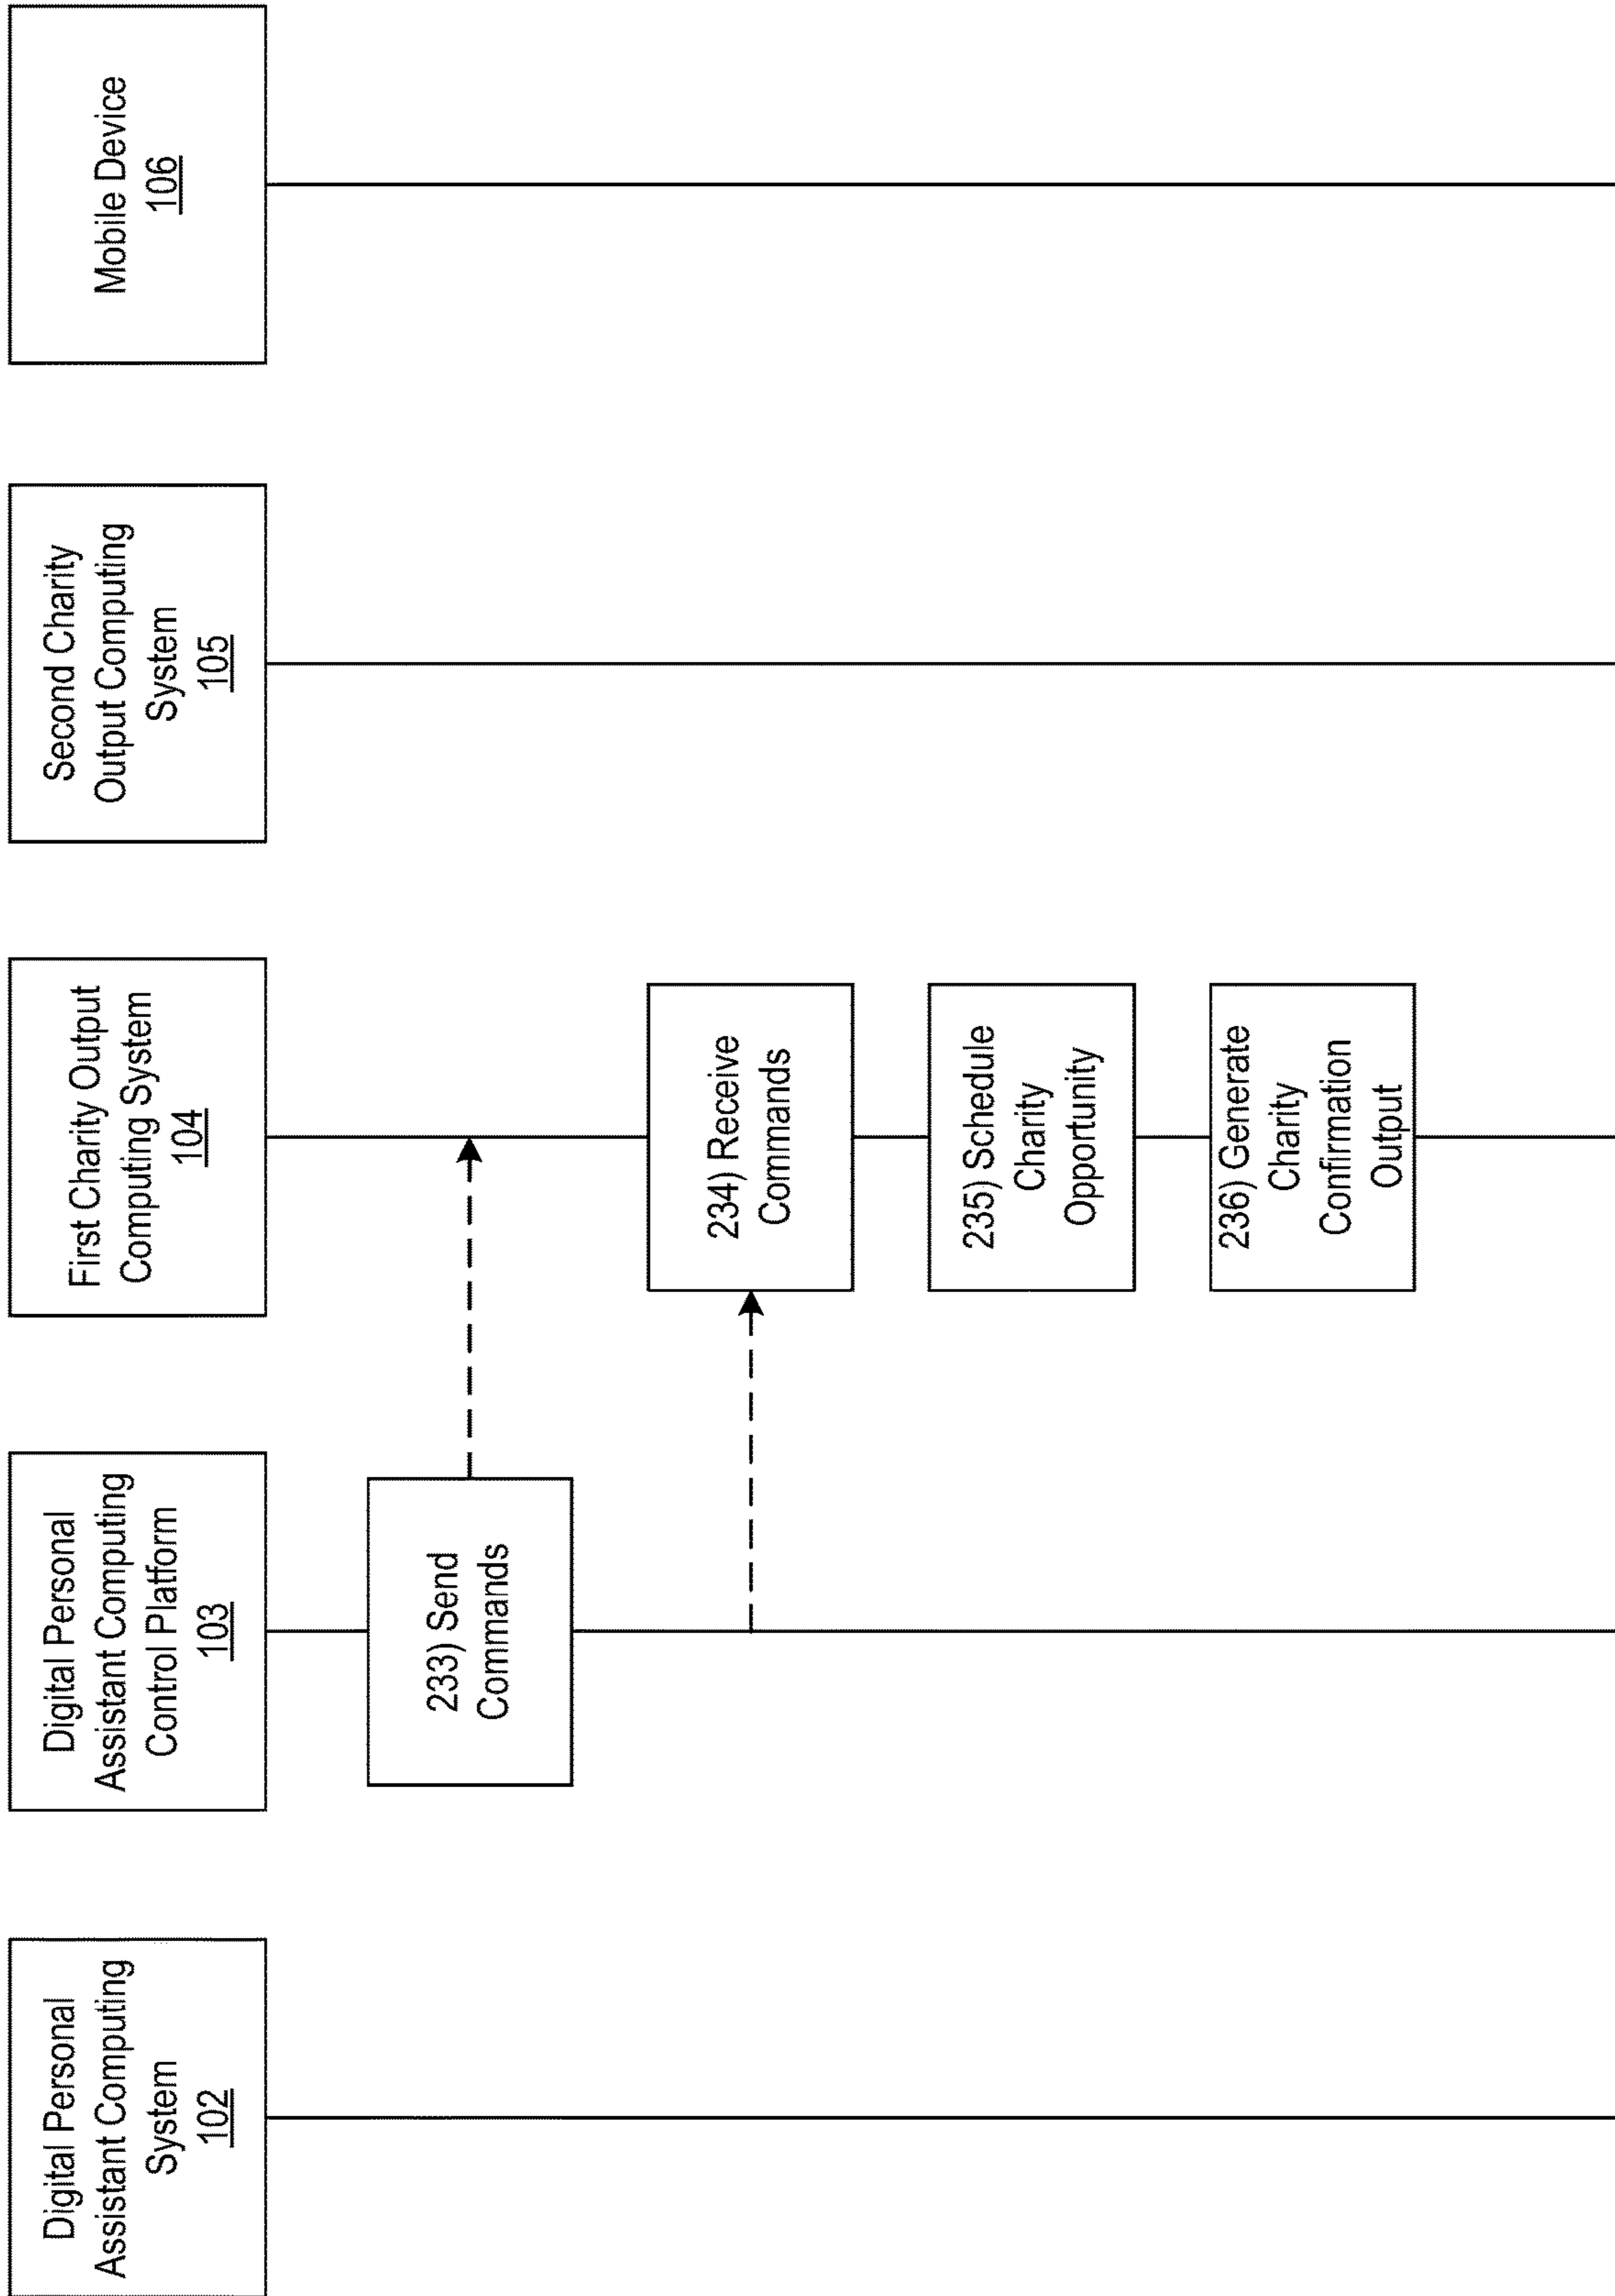 Digital Personal
Assistant Computing
System
102
Digital Personal
Assistant Computing
Control Platform
103
First Charity Output
Computing System
104
Second Charity
Output Computing
System
105
Mobile Device
106
233) Send
Commands
234) Receive
Commands
235) Schedule
Charity
Opportunity
236) Generate
Charity
Confirmation
Output